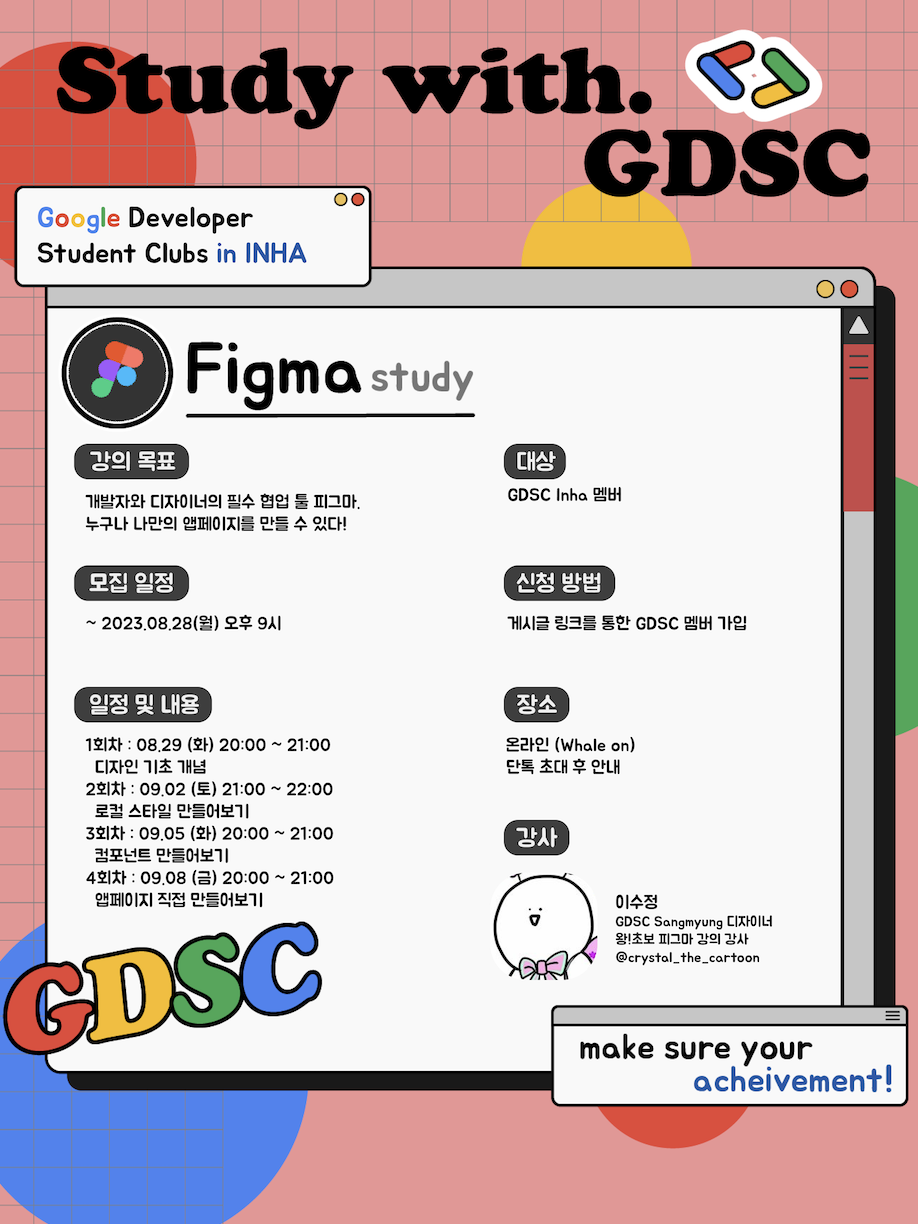 Study with.
GDSC
Google Developer
Student Clubs in INHA
Figma study
강의 목표
개발자와 디자이너의 필수 협업 툴 피그마.
누구나 나만의 앱페이지를 만들 수 있다!
대상
GDSC Inha 멤버
모집 일정
~ 2023.08.28(월) 오후 9시
신청 방법
게시글 링크를 통한 GDSC 멤버 가입
일정 및 내용
1회차 : 08.29 (화) 20:00 ~ 21:00
디자인 기초 개념
2회차 : 09.02 (토) 21:00 ~ 22:00
로컬 스타일 만들어보기
3회차 : 09.05 (화) 20:00 ~ 21:00
컴포넌트 만들어보기
4회차 : 09.08 (금) 20:00 ~ 21:00
앱페이지 직접 만들어보기
장소
온라인 (Whale on)
단톡 초대 후 안내
강사
이수정
GDSC Sangmyung 디자이너
왕!초보 피그마 강의 강사
@crystal_the_cartoon
GDSC
make sure your
acheivement!